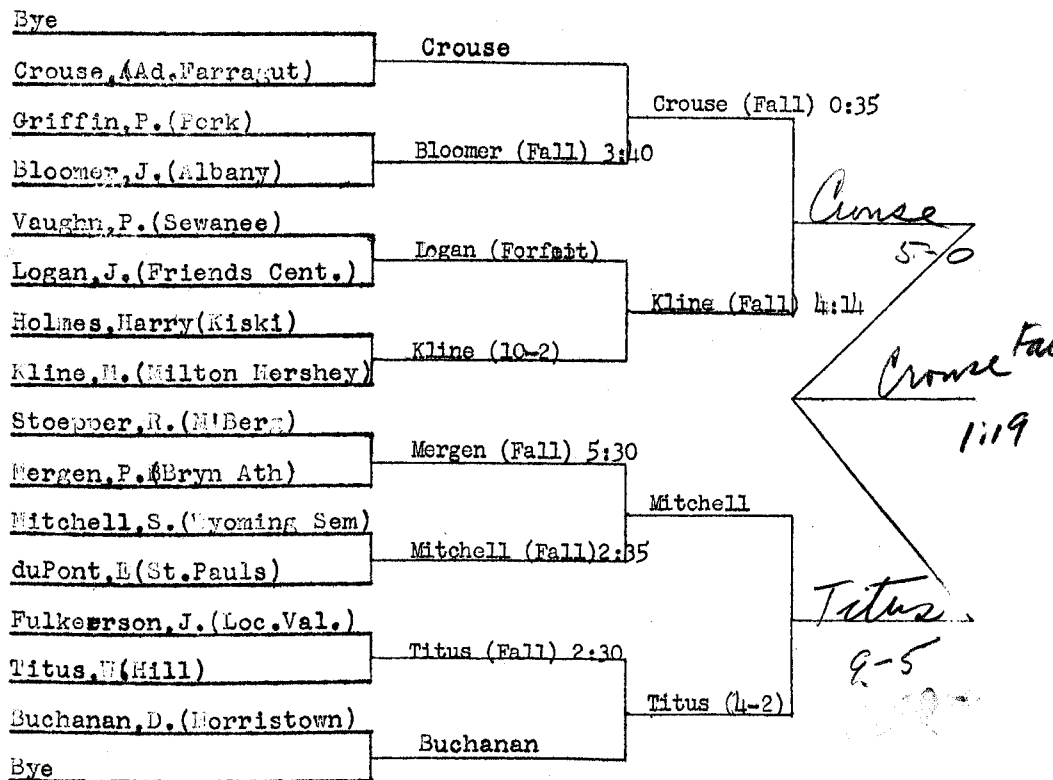 Bye
Crouse,A(Ad.Farragut)
Griffin,P.(Perk)
Bloomer,J.(Albany)
Vaughn,P.(Sewanee)
Logan,J.(Friends Cent.)
Holmes,Harry(Kiski)
Kline,M.(Milton Hershey)
Stoepper,R.(M'Berg)
Mergen,P.(Bryn Ath)
Mitchell,S.(Wyoming Sem)
duPont,E(St.Pauls)
Fulkerson,J.(Loc.Val.)
Titus,W(Hill)
Buchanan,D.(Morristown)
Bye
Crouse
Bloomer (Fall) 3:40
Logan (Forfeit)
Kline (10-2)
Mergen (Fall) 5:30
Mitchell (Fall)2:35
Titus (Fall) 2:30
Buchanan
Crouse (Fall) 0:35
Kline (Fall) 4:14
Mitchell
Titus (4-2)
Crouse
5-0
Titus
9-5
Crouse
1:19